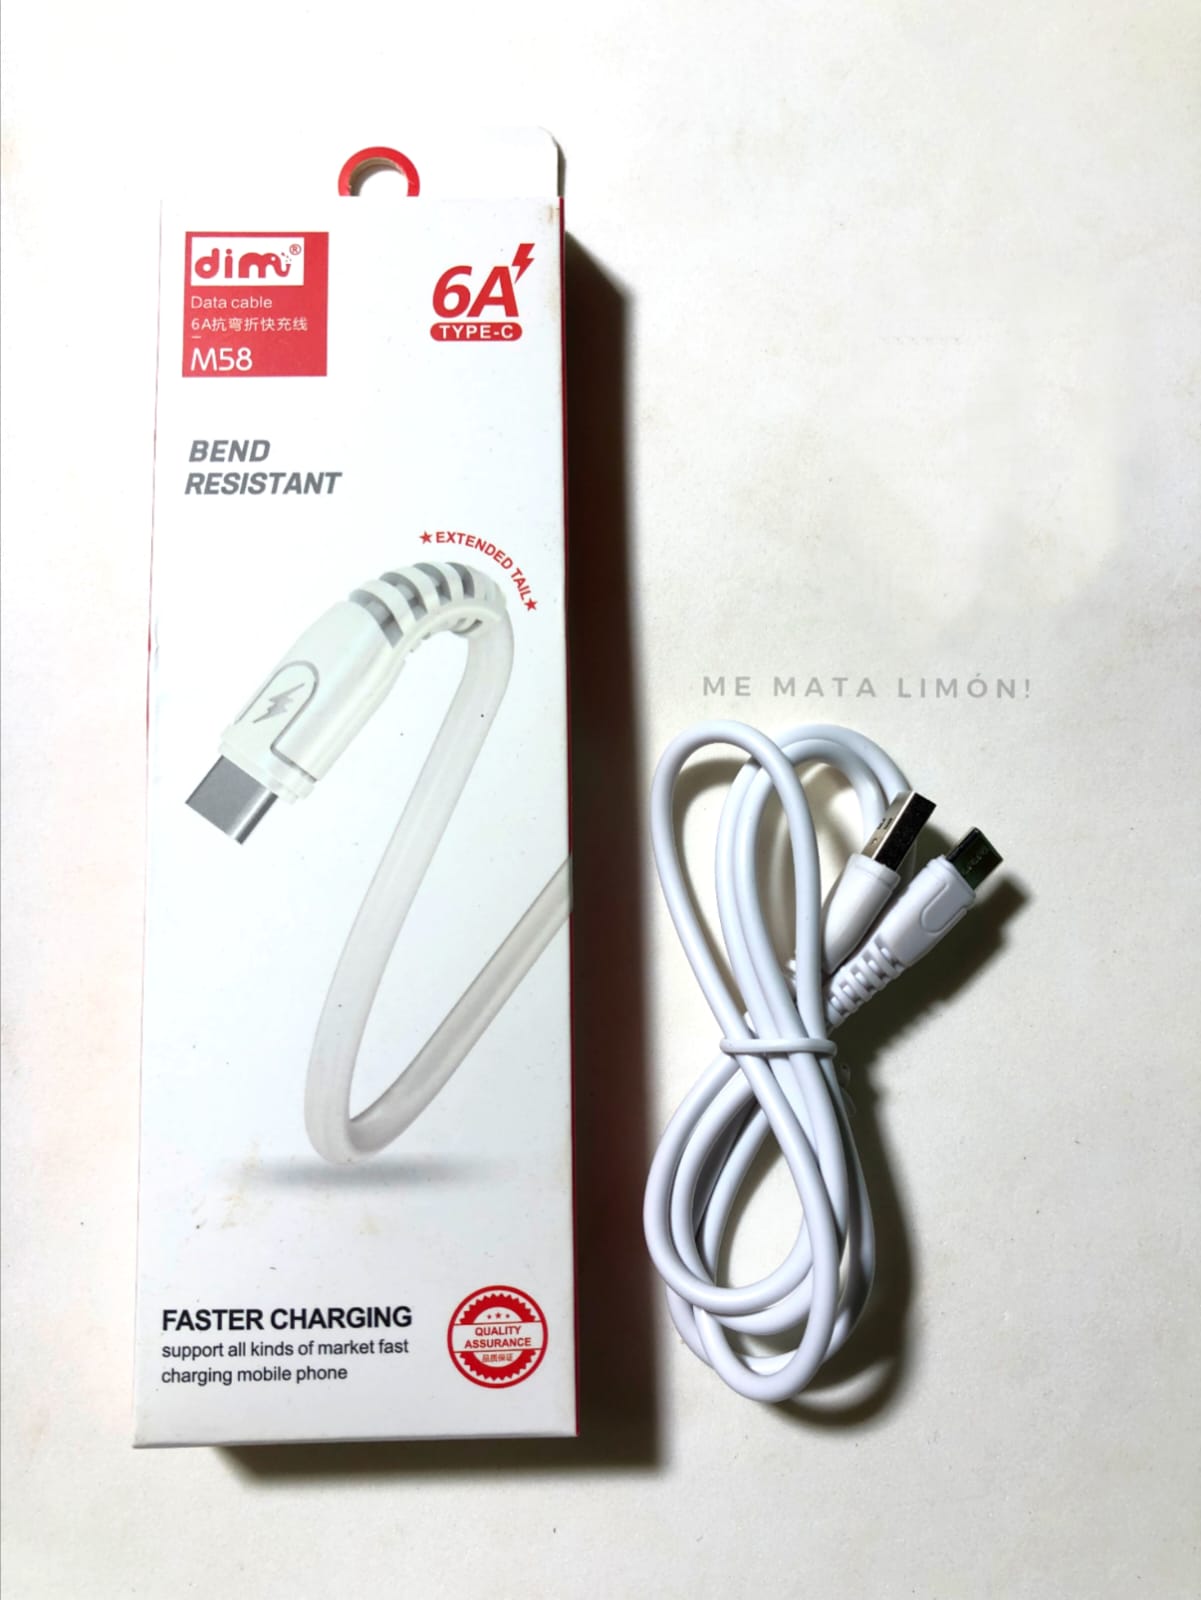 dim®
Data cable
6A抗弯折快充线
M58
6A
TYPE-C
BEND
RESISTANT
★EXTENDED TAIL★
ME MATA LIMÓN!
FASTER CHARGING
support all kinds of market fast
charging mobile phone
QUALITY
ASSURANCE
品质保证